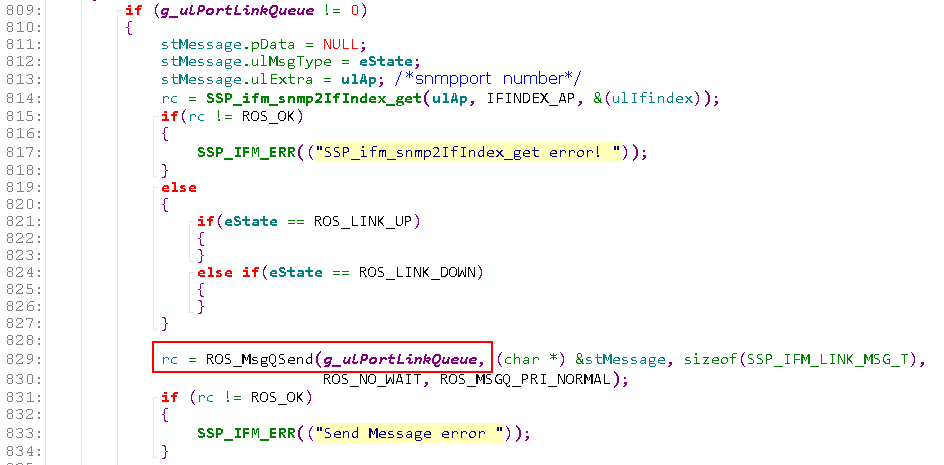 809: if (g_ulPortLinkQueue != 0)
810: {
811: stMessage.pData = NULL;
812: stMessage.ulMsgType = eState;
813: stMessage.ulExtra = ulAp; /*snmpport number*/
814: rc = SSP_ifm_snmp2IfIndex_get(ulAp, IFINDEX_AP, &(ulIfindex));
815: if(rc != ROS_OK)
816: {
817: SSP_IFM_ERR(("SSP_ifm_snmp2IfIndex_get error! "));
818: }
819: else
820: {
821: if(eState == ROS_LINK_UP)
822: {
823: }
824: else if(eState == ROS_LINK_DOWN)
825: {
826: }
827: }
828:
829: rc = ROS_MsgQSend(g_ulPortLinkQueue, (char *) &stMessage, sizeof(SSP_IFM_LINK_MSG_T),
830: ROS_NO_WAIT, ROS_MSGQ_PRI_NORMAL);
831: if (rc != ROS_OK)
832: {
833: SSP_IFM_ERR(("Send Message error "));
834: }